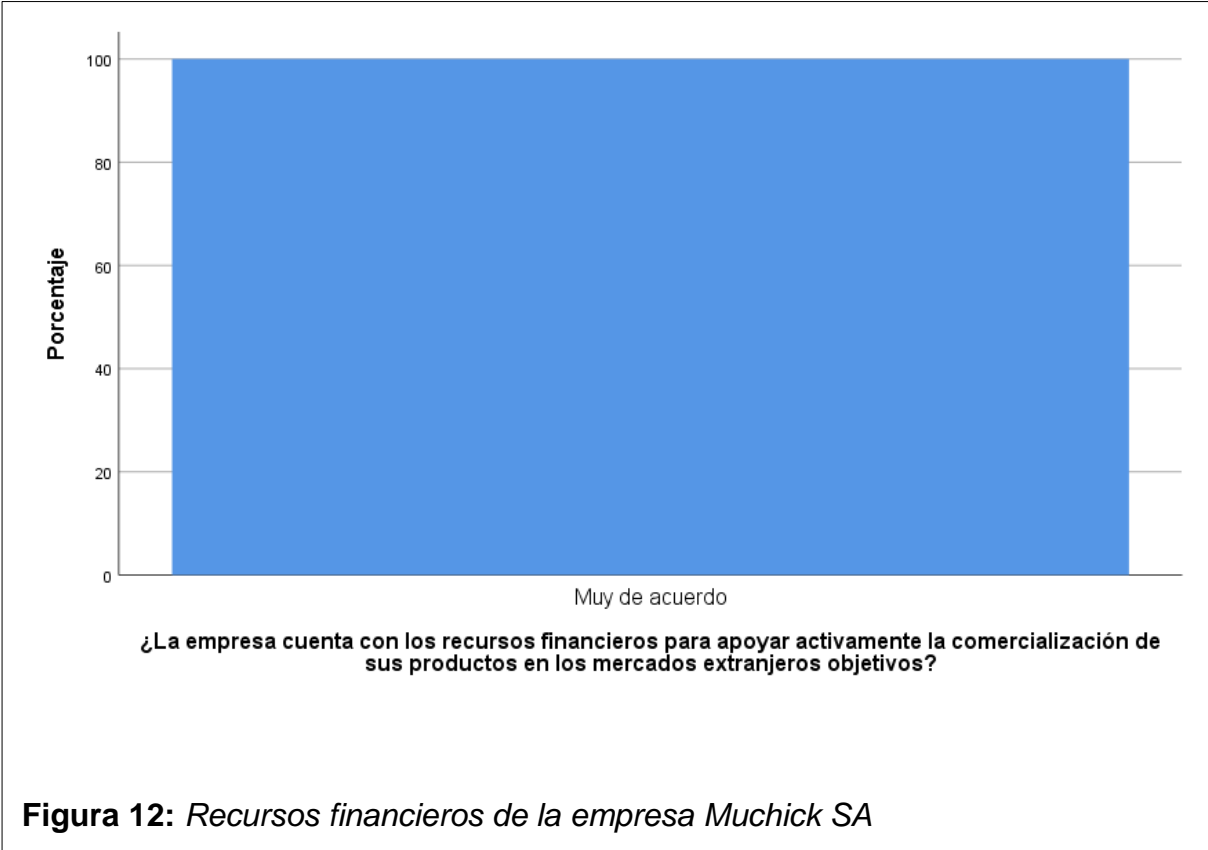 100
80
60
40
20
0
Porcentaje
Muy de acuerdo
¿La empresa cuenta con los recursos financieros para apoyar activamente la comercialización de
sus productos en los mercados extranjeros objetivos?
Figura 12: Recursos financieros de la empresa Muchick SA